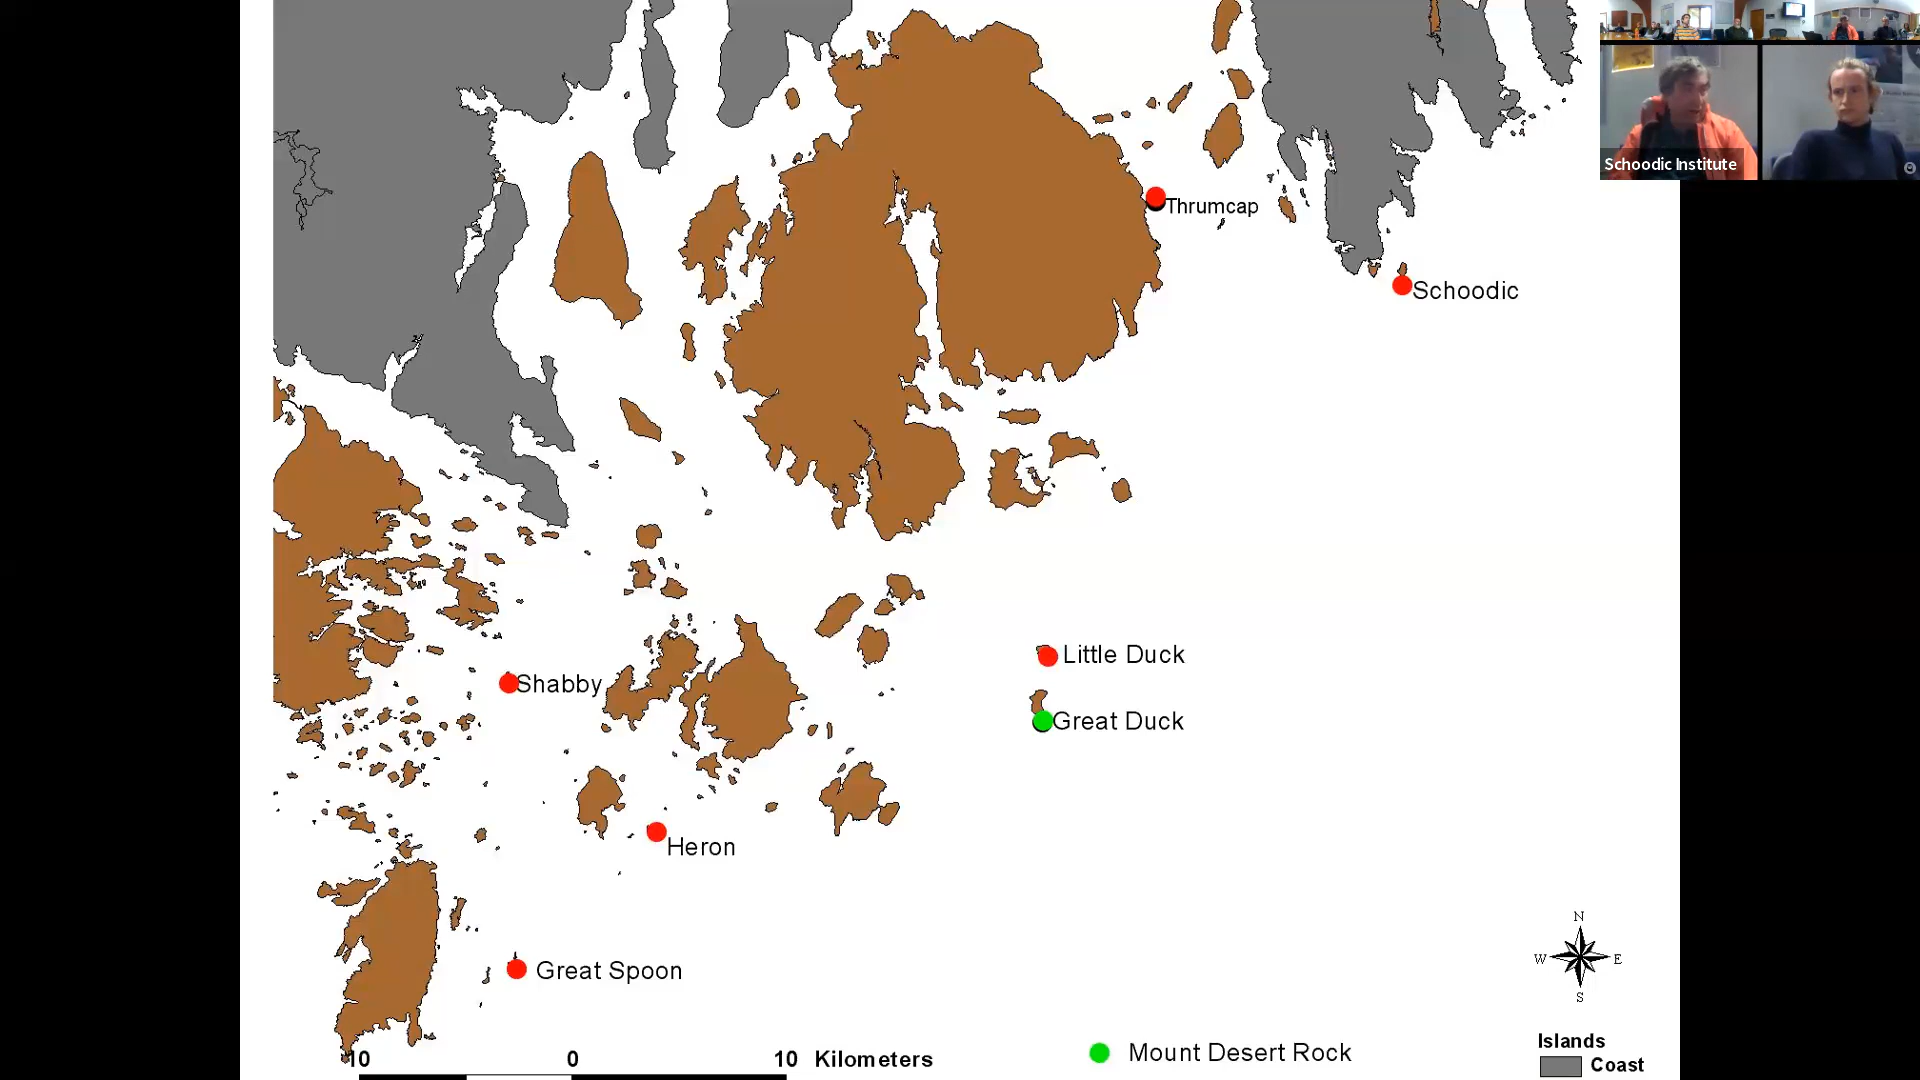 Schoodic Institute
Thrumcap
Schoodic
Little Duck
Shabby
Great Duck
Heron
N
W E
S
Great Spoon
Islands
10 0 10 Kilometers
Mount Desert Rock
Coast